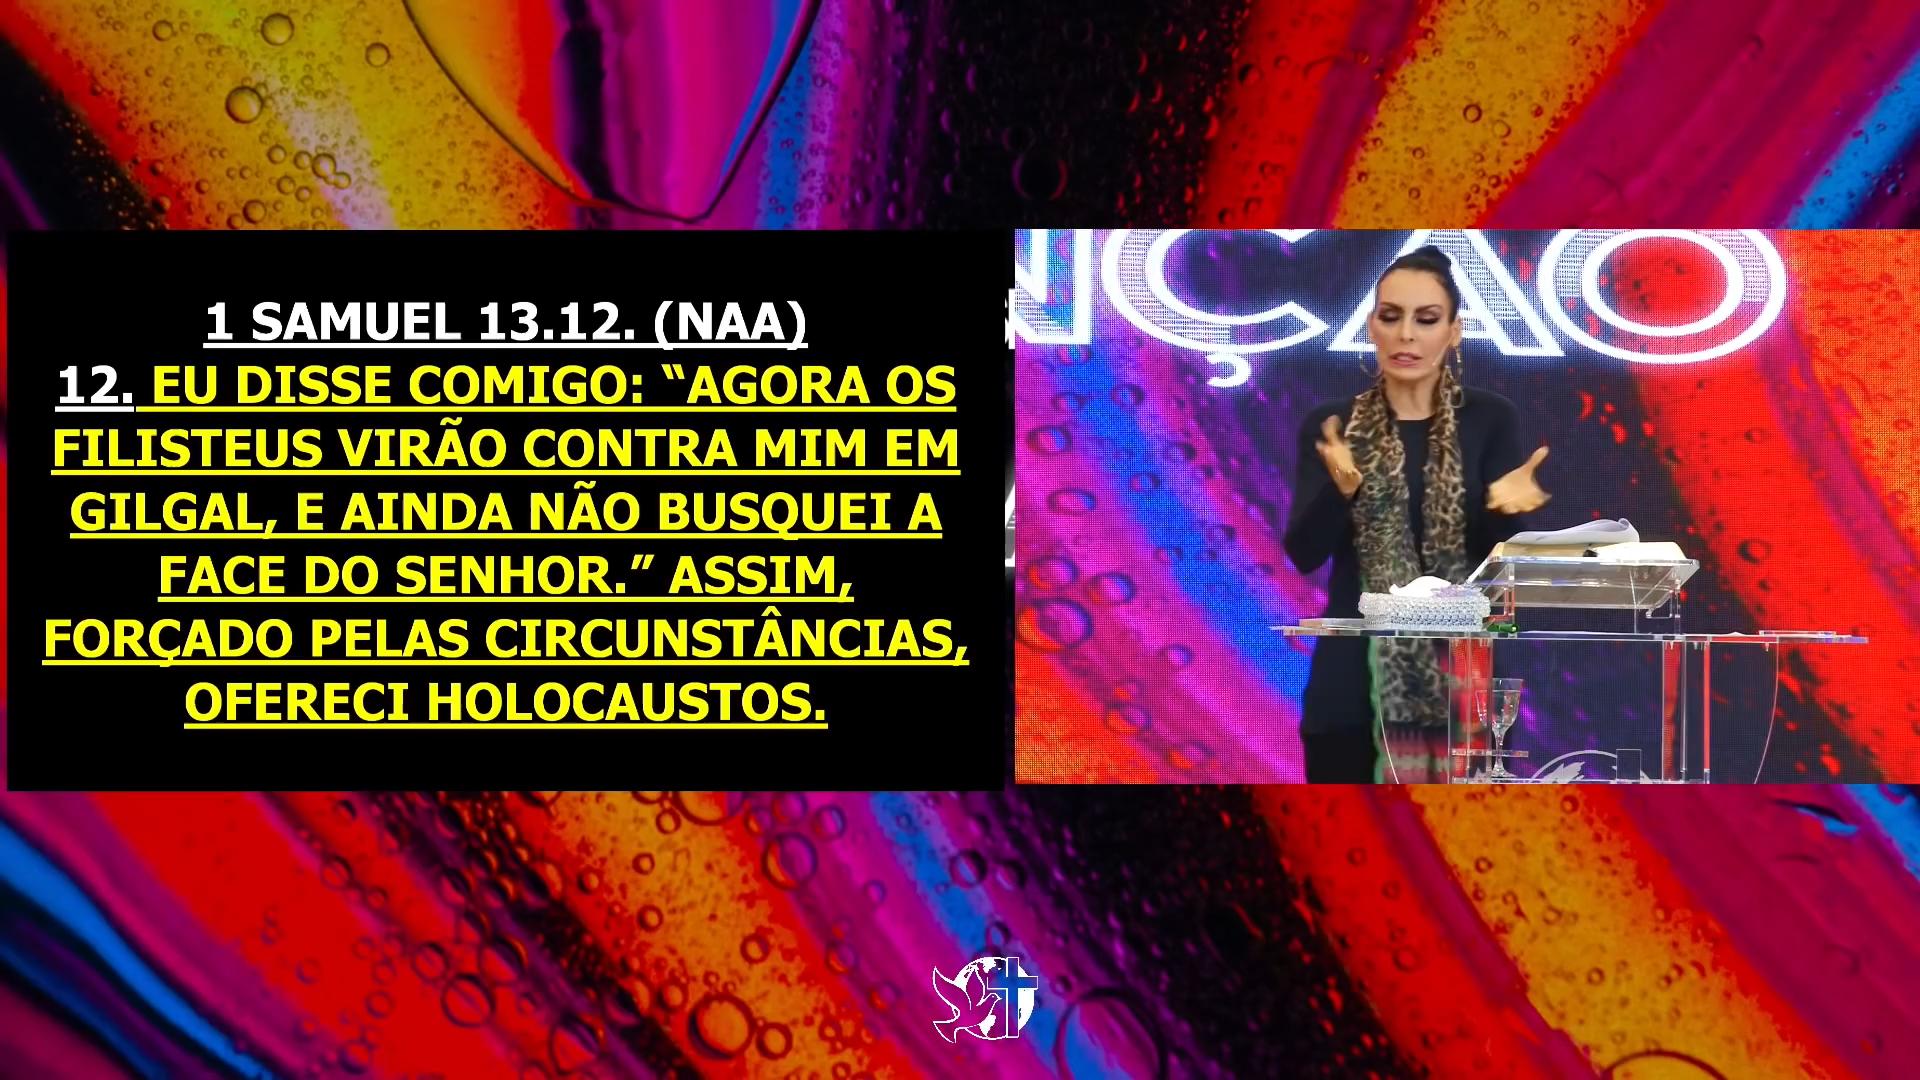 1 SAMUEL 13.12. (NAA)
12. EU DISSE COMIGO: “AGORA OS
FILISTEUS VIRÃO CONTRA MIM EM
GILGAL, E AINDA NÃO BUSQUEI A
FACE DO SENHOR.” ASSIM,
FORÇADO PELAS CIRCUNSTÂNCIAS,
OFERECI HOLOCAUSTOS.
NÇÃO